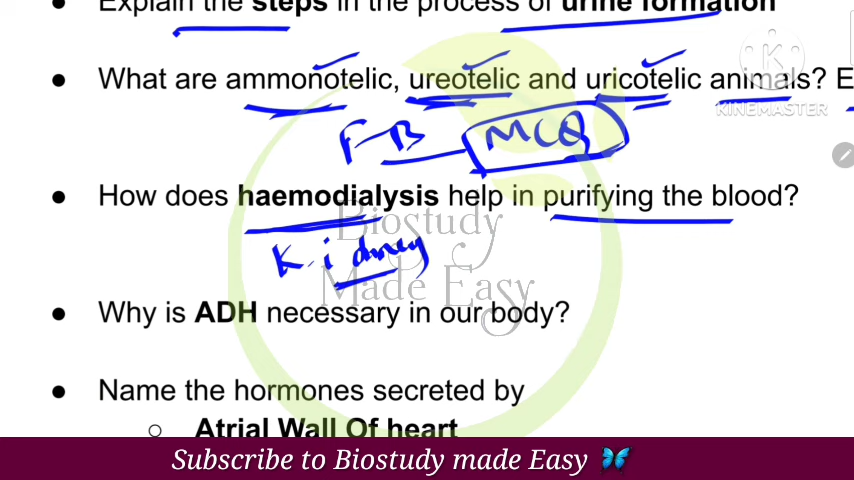 Explain the steps in the process of urine formation
● What are ammonotelic, ureotelic and uricotelic animals? E
F-B MCQ
● How does haemodialysis help in purifying the blood?
Kidney
● Why is ADH necessary in our body?
● Name the hormones secreted by
○ Atrial Wall Of heart
Biostudy
Made Easy
K
KINEMASTER
Subscribe to Biostudy made Easy 🦋